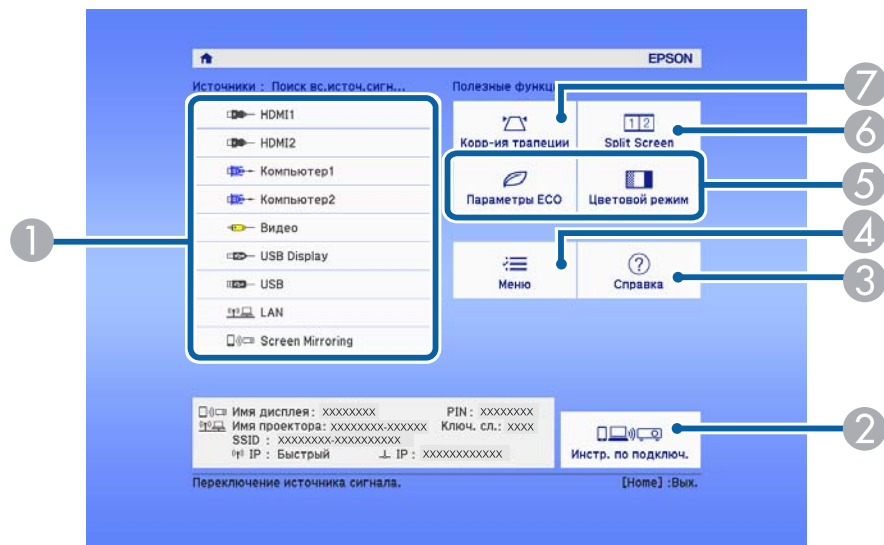 EPSON
Источники : Поиск вс.источ.сигн...
HDMI1
HDMI2
Компьютер1
Компьютер2
Видео
USB Display
USB
LAN
Screen Mirroring
Полезные функц
Корр-ия трапеции
1 2
Split Screen
Параметры ECO
Цветовой режим
Меню
?
Справка
Имя дисплея : XXXXXXXX
PIN : XXXXXXXX
Имя проектора: XXXXXXXX-XXXXXX
Ключ. сл.: XXXX
SSID : XXXXXXXX-XXXXXXXXXX
IP : Быстрый
IP : XXXXXXXXXXXX
Инстр. по подключ.
Переключение источника сигнала.
[Home] :Вых.
1
7
6
5
4
3
2